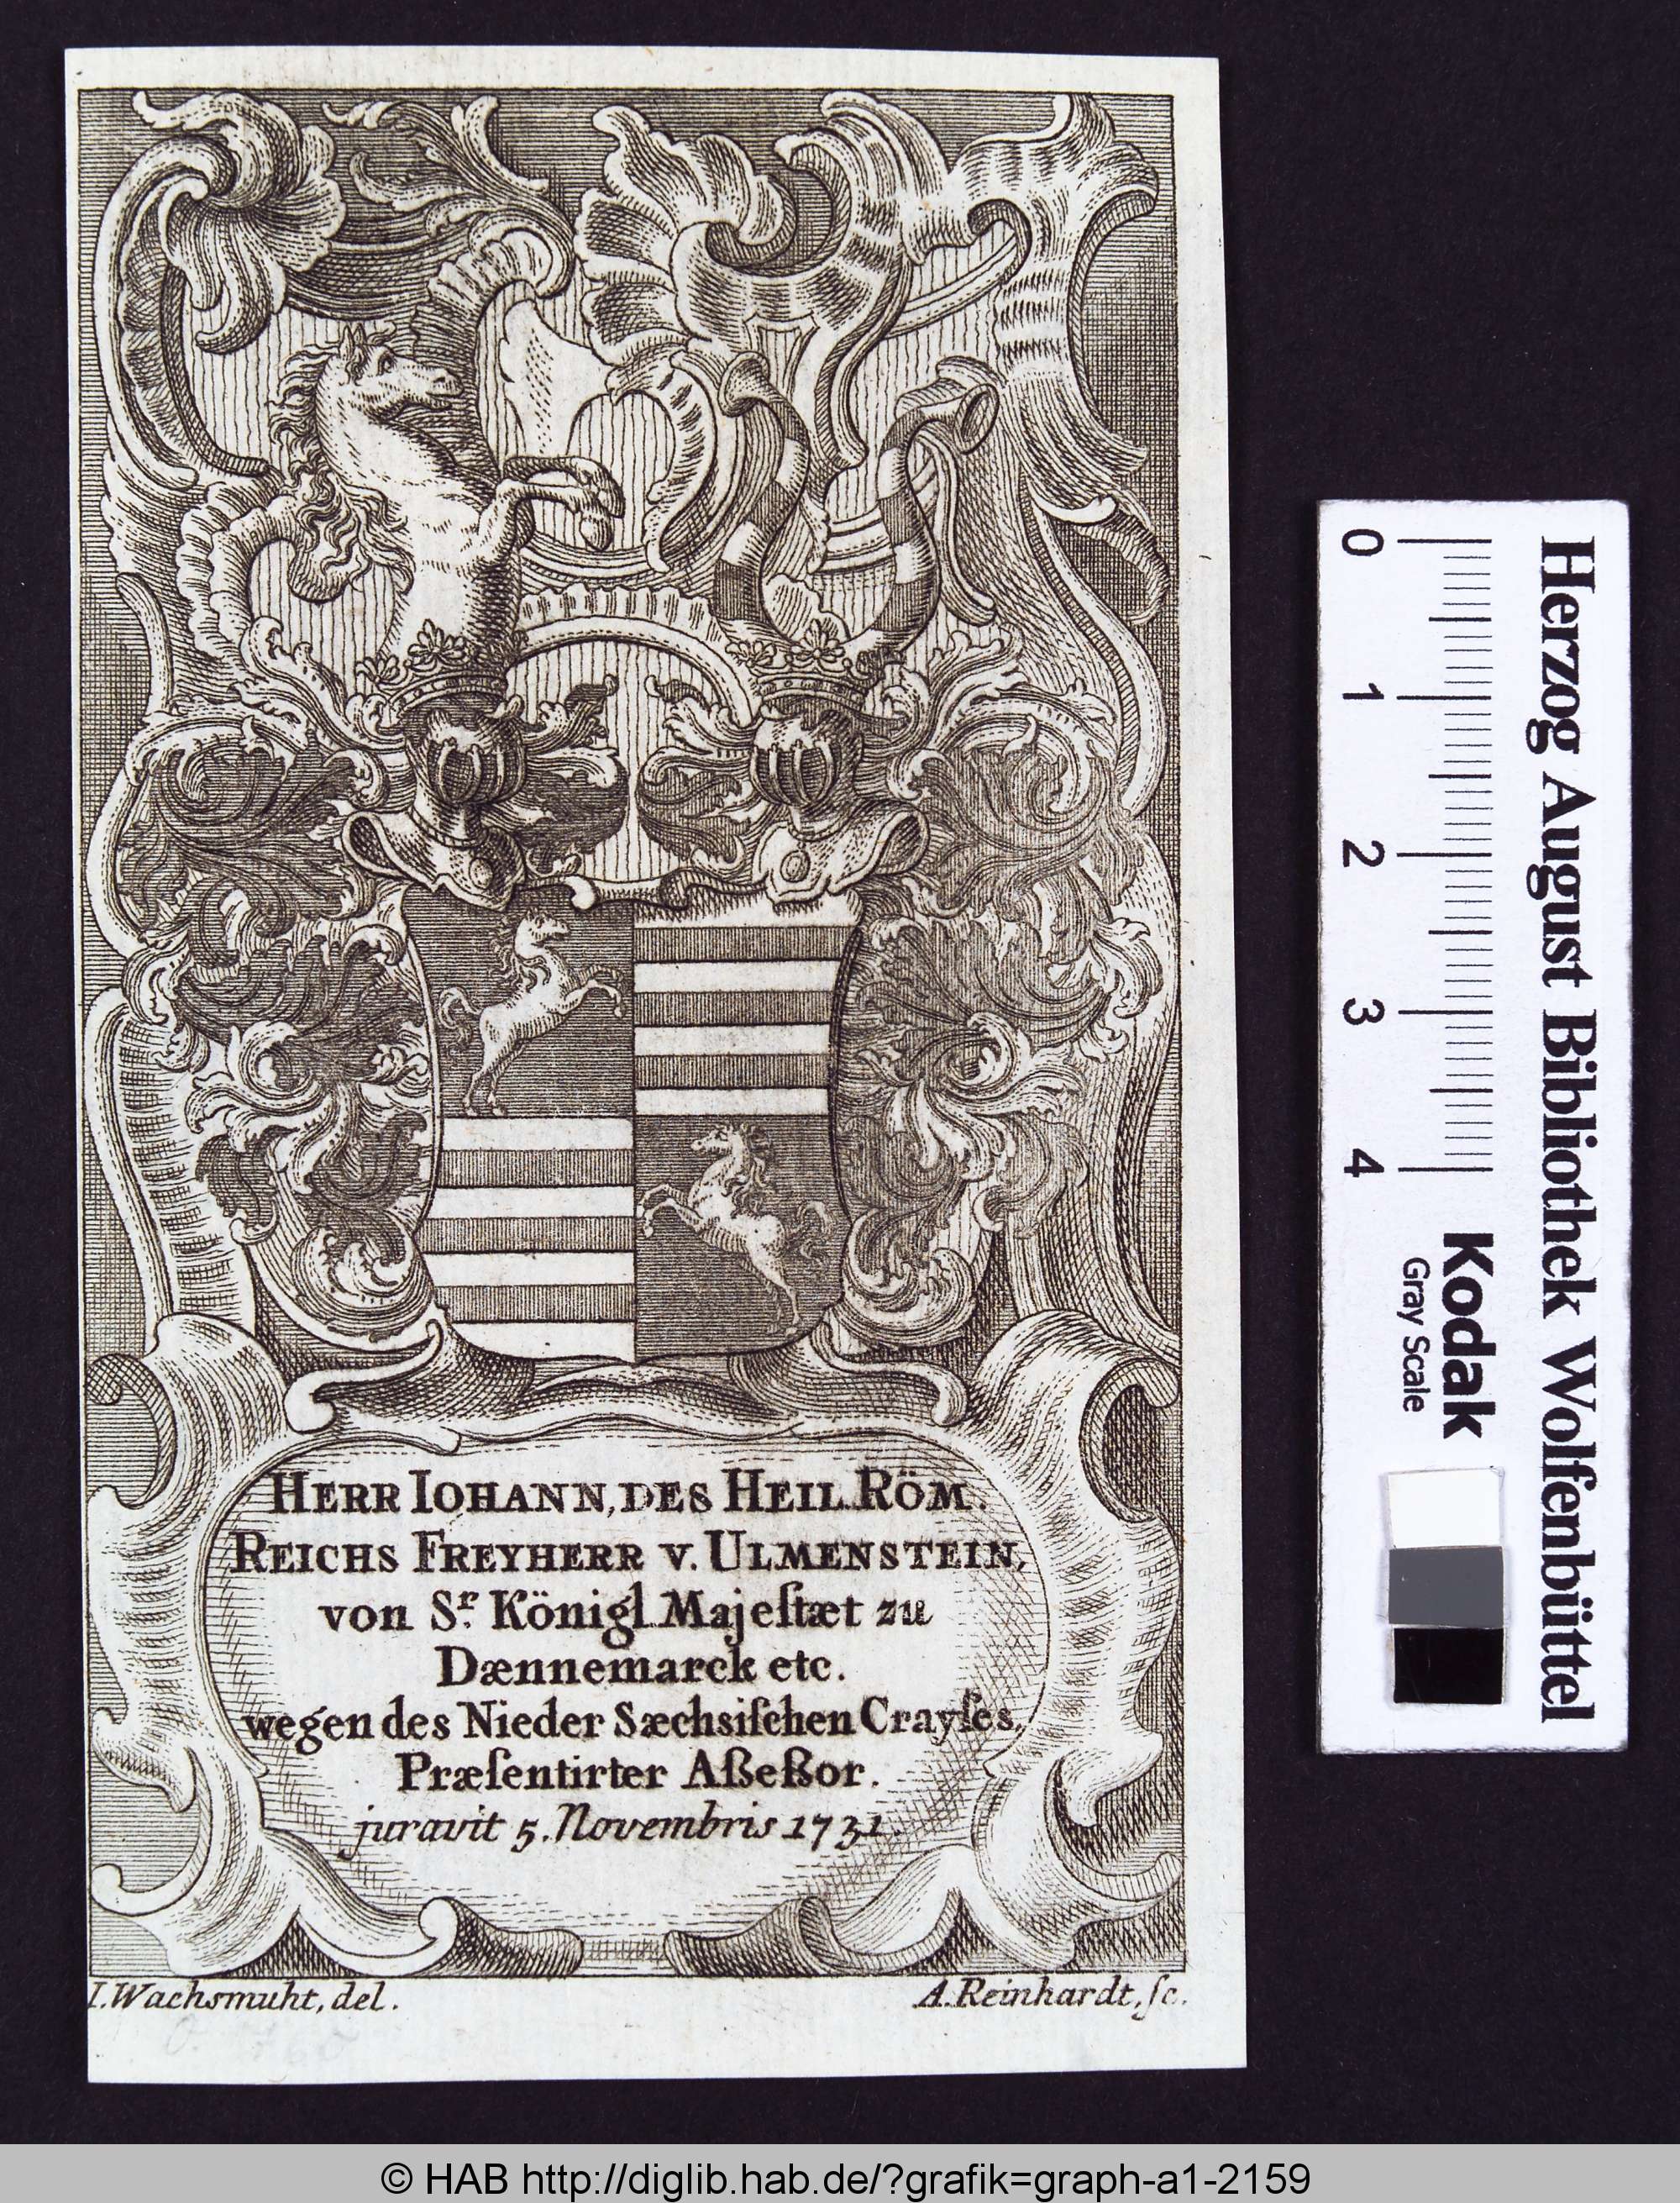 HERR IOHANN, DES HEIL. RÖM.
REICHS FREYHERR V. ULMENSTEIN,
von Sr. Königl. Majeſtæt zu
Dænnemarck etc.
wegen des Nieder Sæchsiſchen Crayſes,
Præſentirter Aßeßor.
juravit 5. Novembris 1731.
I. Wachsmuht, del.
A. Reinhardt, ſc.
Herzog August Bibliothek Wolfenbüttel
0 1 2 3 4
Kodak
Gray Scale
© HAB http://diglib.hab.de/?grafik=graph-a1-2159